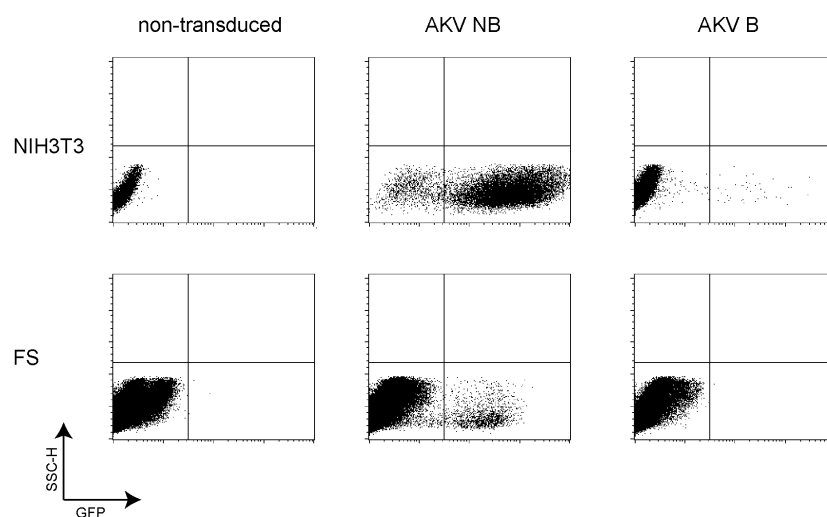 non-transduced
AKV NB
AKV B
NIH3T3
FS
SSC-H
GFP